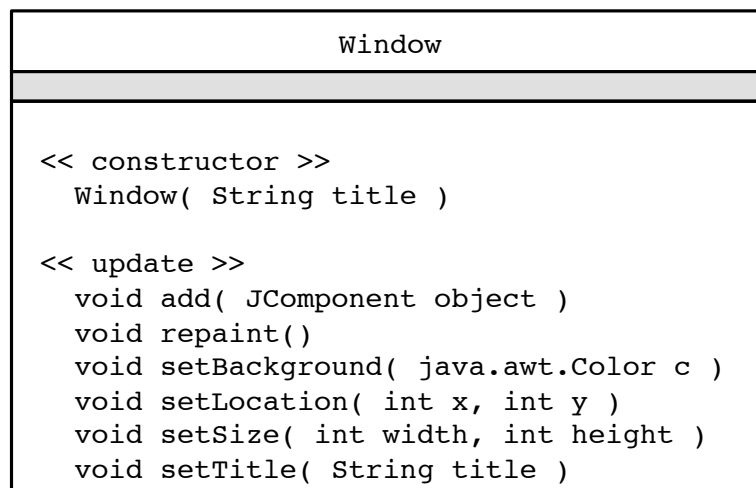 Window
<< constructor >>
Window( String title )
<< update >>
void add( JComponent object )
void repaint()
void setBackground( java.awt.Color c )
void setLocation( int x, int y )
void setSize( int width, int height )
void setTitle( String title )